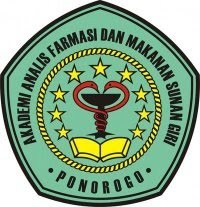 AKADEMI ANALIS FARMASI DAN MAKANAN SUNAN GIRI
• PONOROGO •